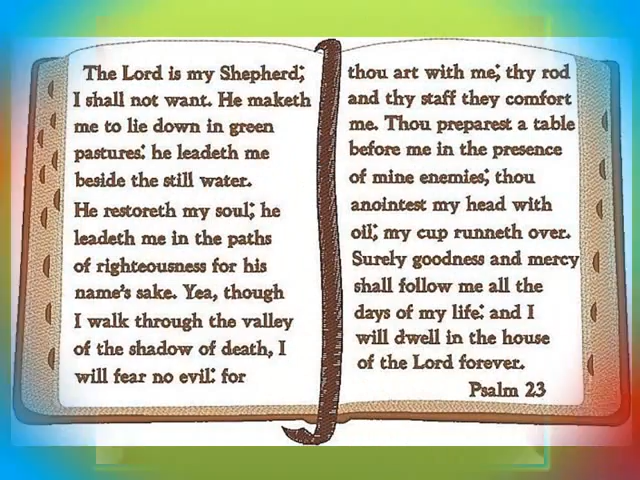 The Lord is my Shepherd;
I shall not want. He maketh
me to lie down in green
pastures: he leadeth me
beside the still water.
He restoreth my soul; he
leadeth me in the paths
of righteousness for his
name's sake. Yea, though
I walk through the valley
of the shadow of death, I
will fear no evil: for
thou art with me; thy rod
and thy staff they comfort
me. Thou preparest a table
before me in the presence
of mine enemies; thou
anointest my head with
oil; my cup runneth over.
Surely goodness and mercy
shall follow me all the
days of my life: and I
will dwell in the house
of the Lord forever.
Psalm 23